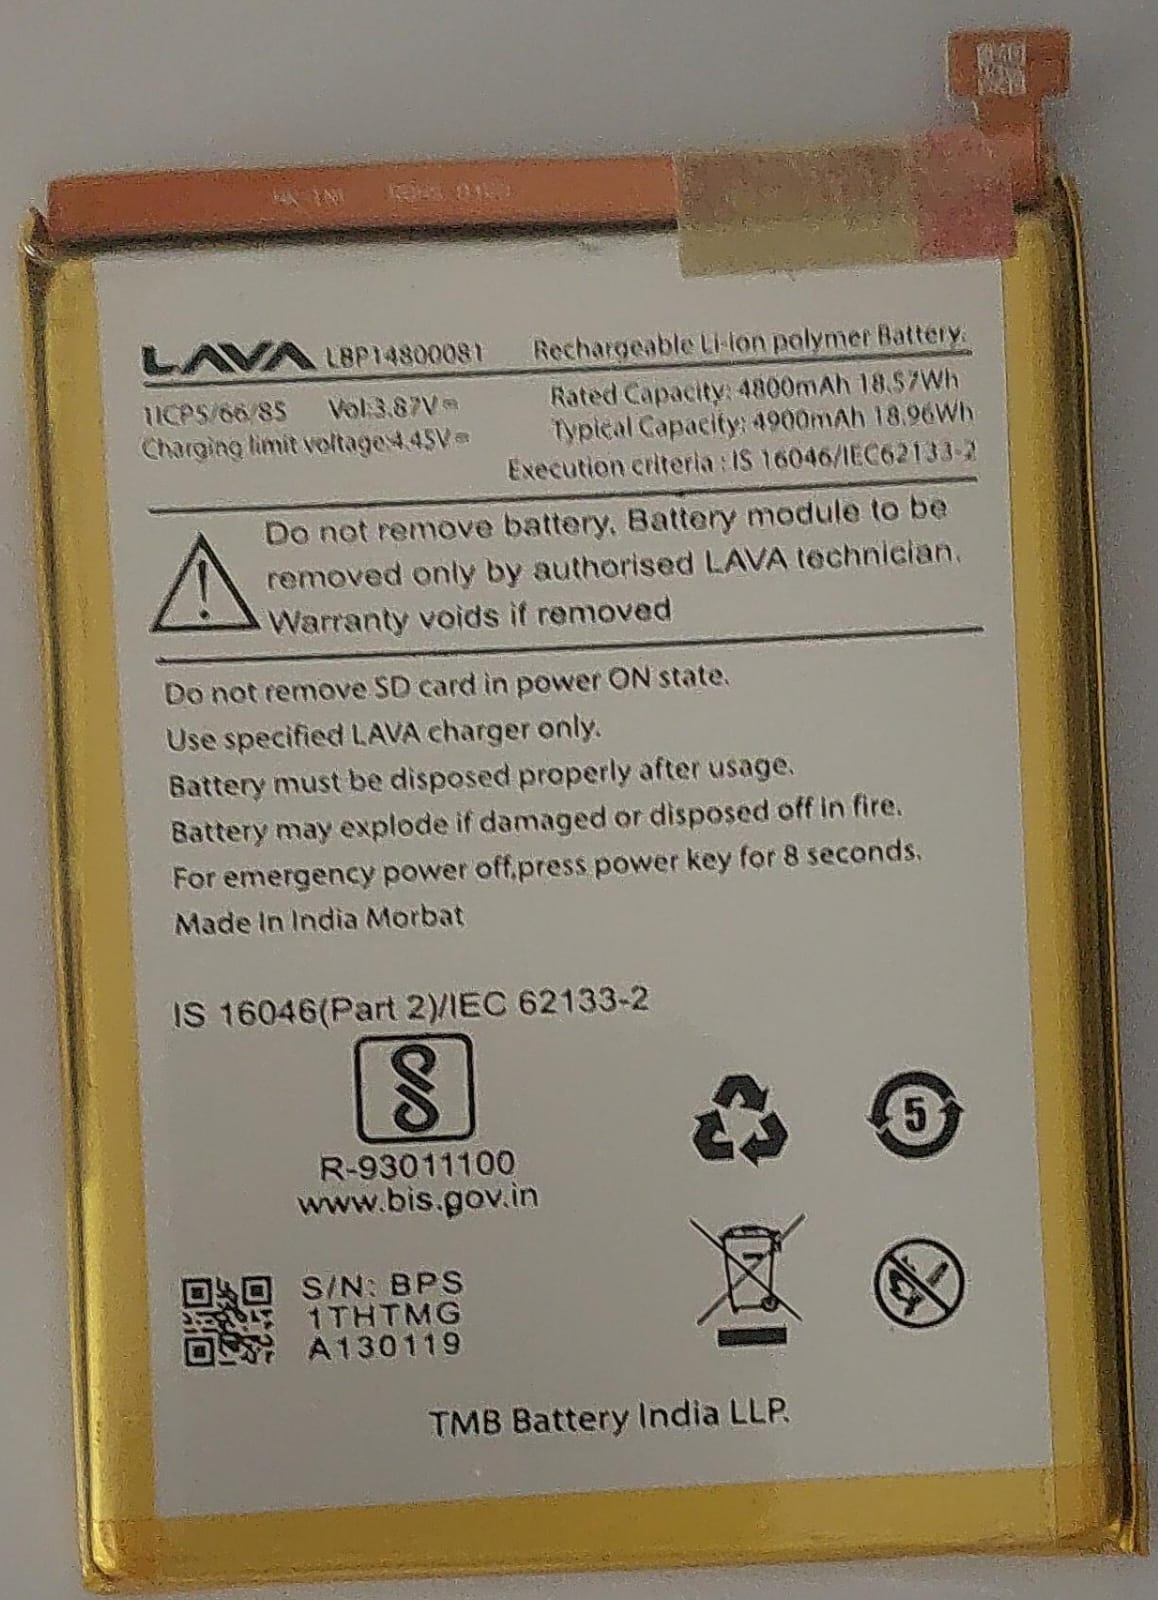 LAVA LBP14800081 Rechargeable Li-ion polymer Battery.
1ICP5/66/85 Vol:3.87V⎓ Rated Capacity: 4800mAh 18.57Wh
Charging limit voltage:4.45V⎓ Typical Capacity: 4900mAh 18.96Wh
Execution criteria : IS 16046/IEC62133-2
Do not remove battery. Battery module to be
removed only by authorised LAVA technician.
Warranty voids if removed
Do not remove SD card in power ON state.
Use specified LAVA charger only.
Battery must be disposed properly after usage.
Battery may explode if damaged or disposed off in fire.
For emergency power off,press power key for 8 seconds.
Made In India Morbat
IS 16046(Part 2)/IEC 62133-2
R-93011100
www.bis.gov.in
5
S/N: BPS
1THTMG
A130119
TMB Battery India LLP.